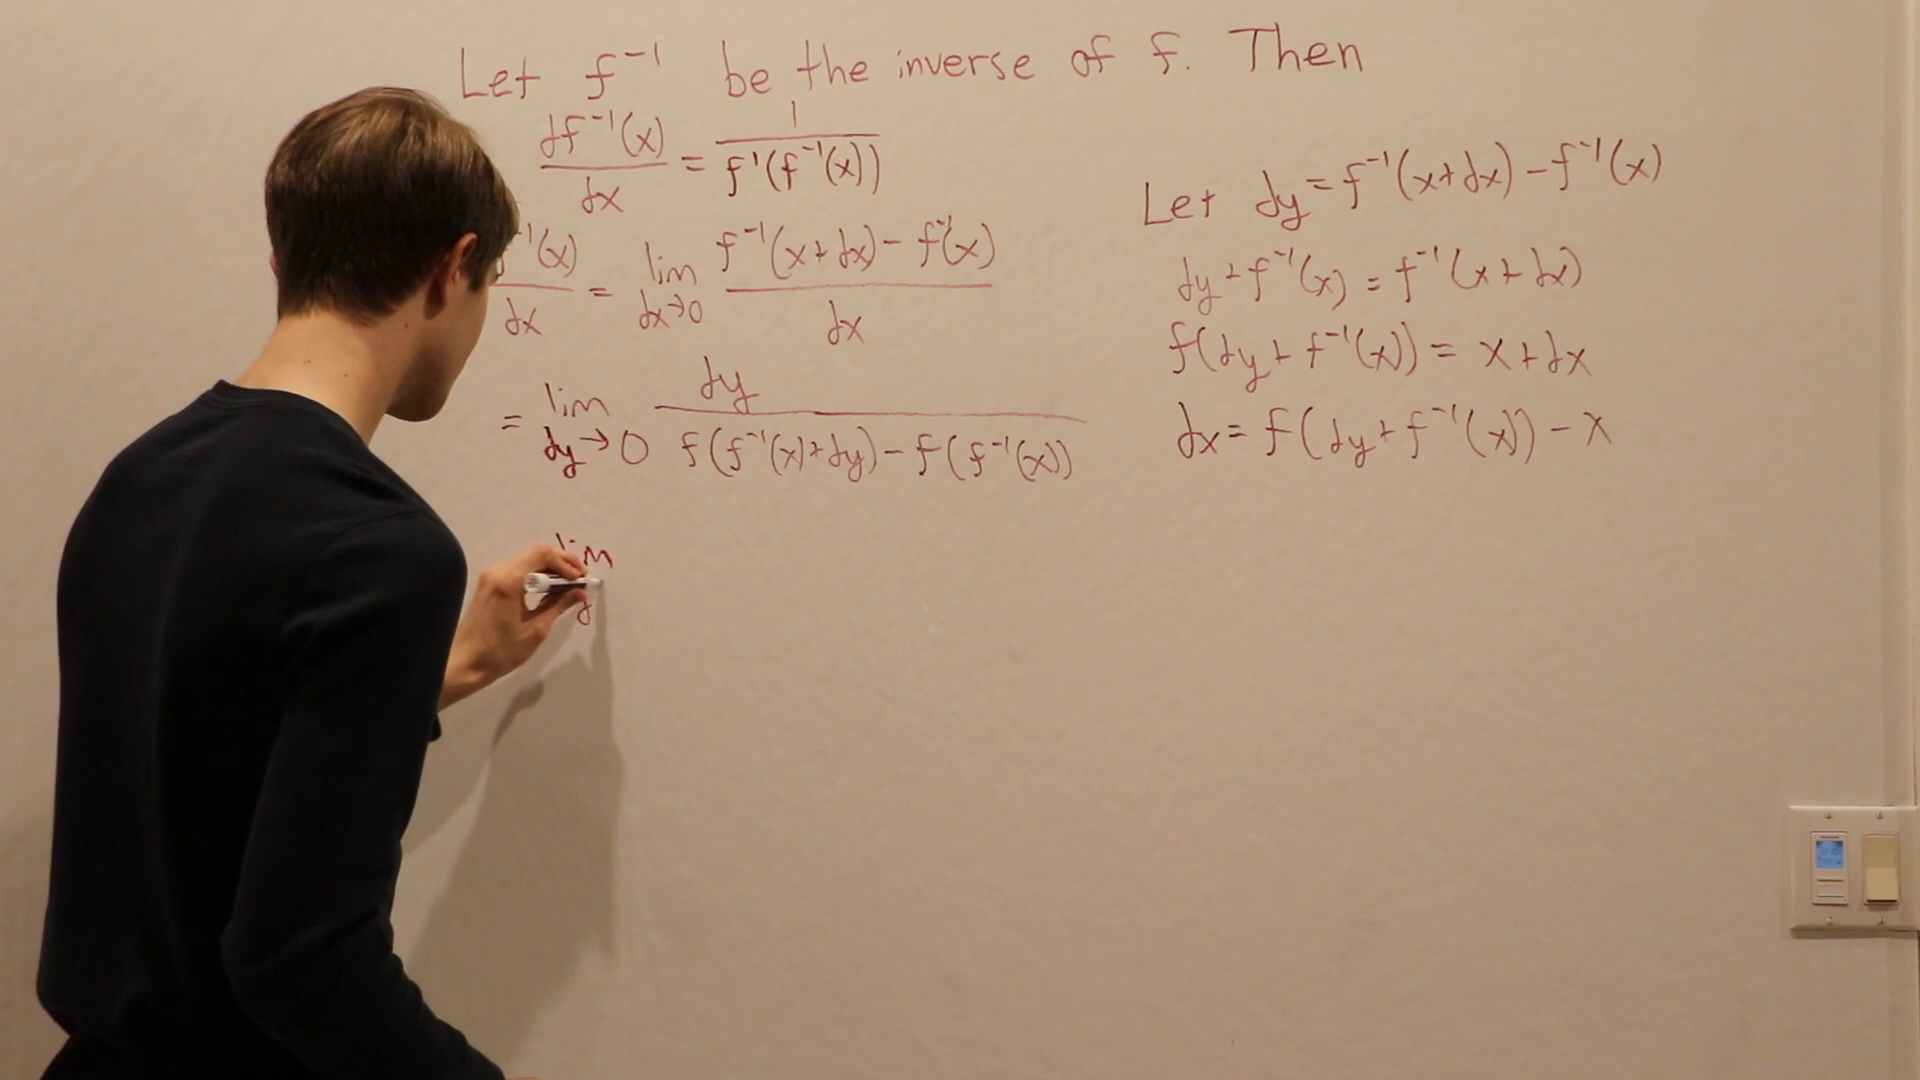 Let f⁻¹ be the inverse of f. Then
df⁻¹(x)/dx = 1/f'(f⁻¹(x))
⁻¹(x)/dx = lim dx→0 (f⁻¹(x+dx) - f⁻¹(x))/dx
= lim dy→0 dy/(f(f⁻¹(x)+dy) - f(f⁻¹(x)))
lim
Let dy = f⁻¹(x+dx) - f⁻¹(x)
dy + f⁻¹(x) = f⁻¹(x+dx)
f(dy + f⁻¹(x)) = x+dx
dx = f(dy + f⁻¹(x)) - x